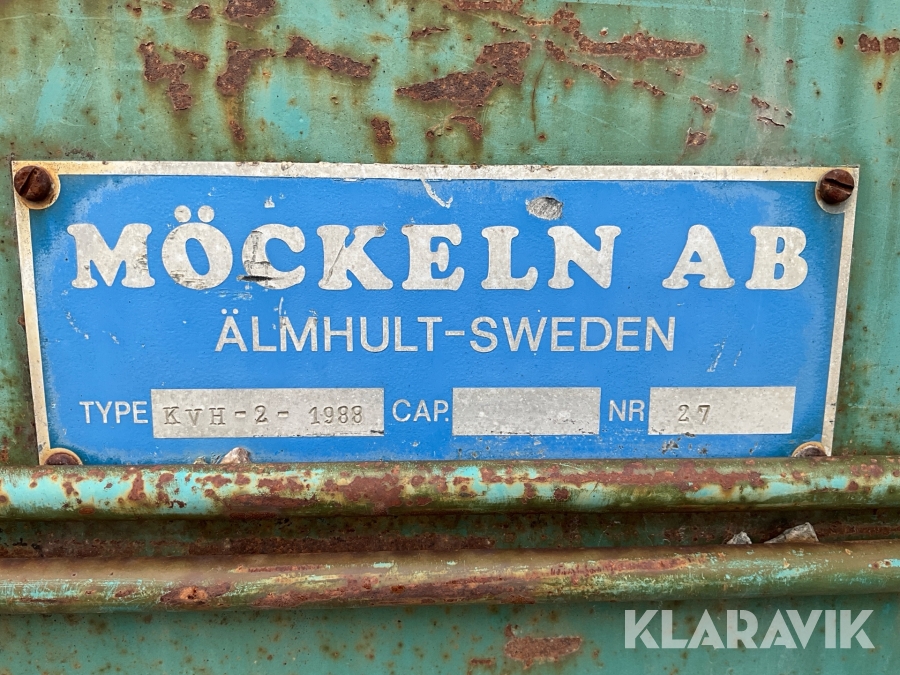 MÖCKELN AB
ÄLMHULT-SWEDEN
TYPE KVH-2-1988 CAP. NR 27
KLARAVIK